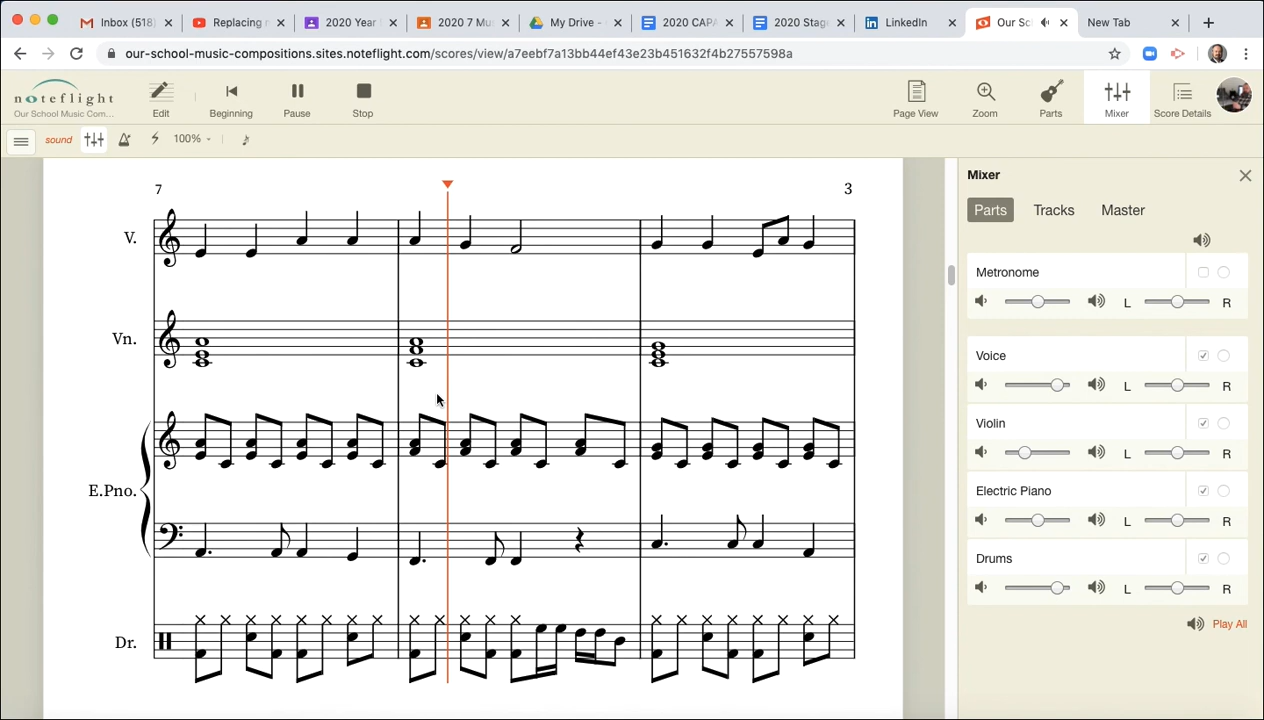 Inbox (518)
Replacing
2020 Year
2020 7 Mu
My Drive -
2020 CAPA
2020 Stag
LinkedIn
Our Sc
New Tab
our-school-music-compositions.sites.noteflight.com/scores/view/a7eebf7a13bb44ef43e23b451632f4b27557598a
noteflight
Our School Music Com...
Edit
Beginning
Pause
Stop
Page View
Zoom
Parts
Mixer
Score Details
sound
100%
7
3
V.
Vn.
E.Pno.
Dr.
Mixer
Parts
Tracks
Master
Metronome
L
R
Voice
L
R
Violin
L
R
Electric Piano
L
R
Drums
L
R
Play All